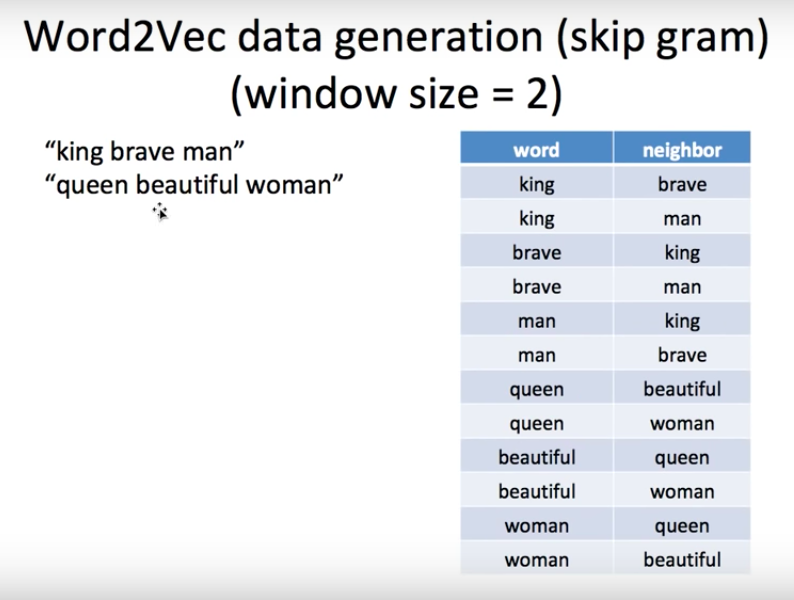 Word2Vec data generation (skip gram)
(window size = 2)
“king brave man”
“queen beautiful woman”
word neighbor
king brave
king man
brave king
brave man
man king
man brave
queen beautiful
queen woman
beautiful queen
beautiful woman
woman queen
woman beautiful